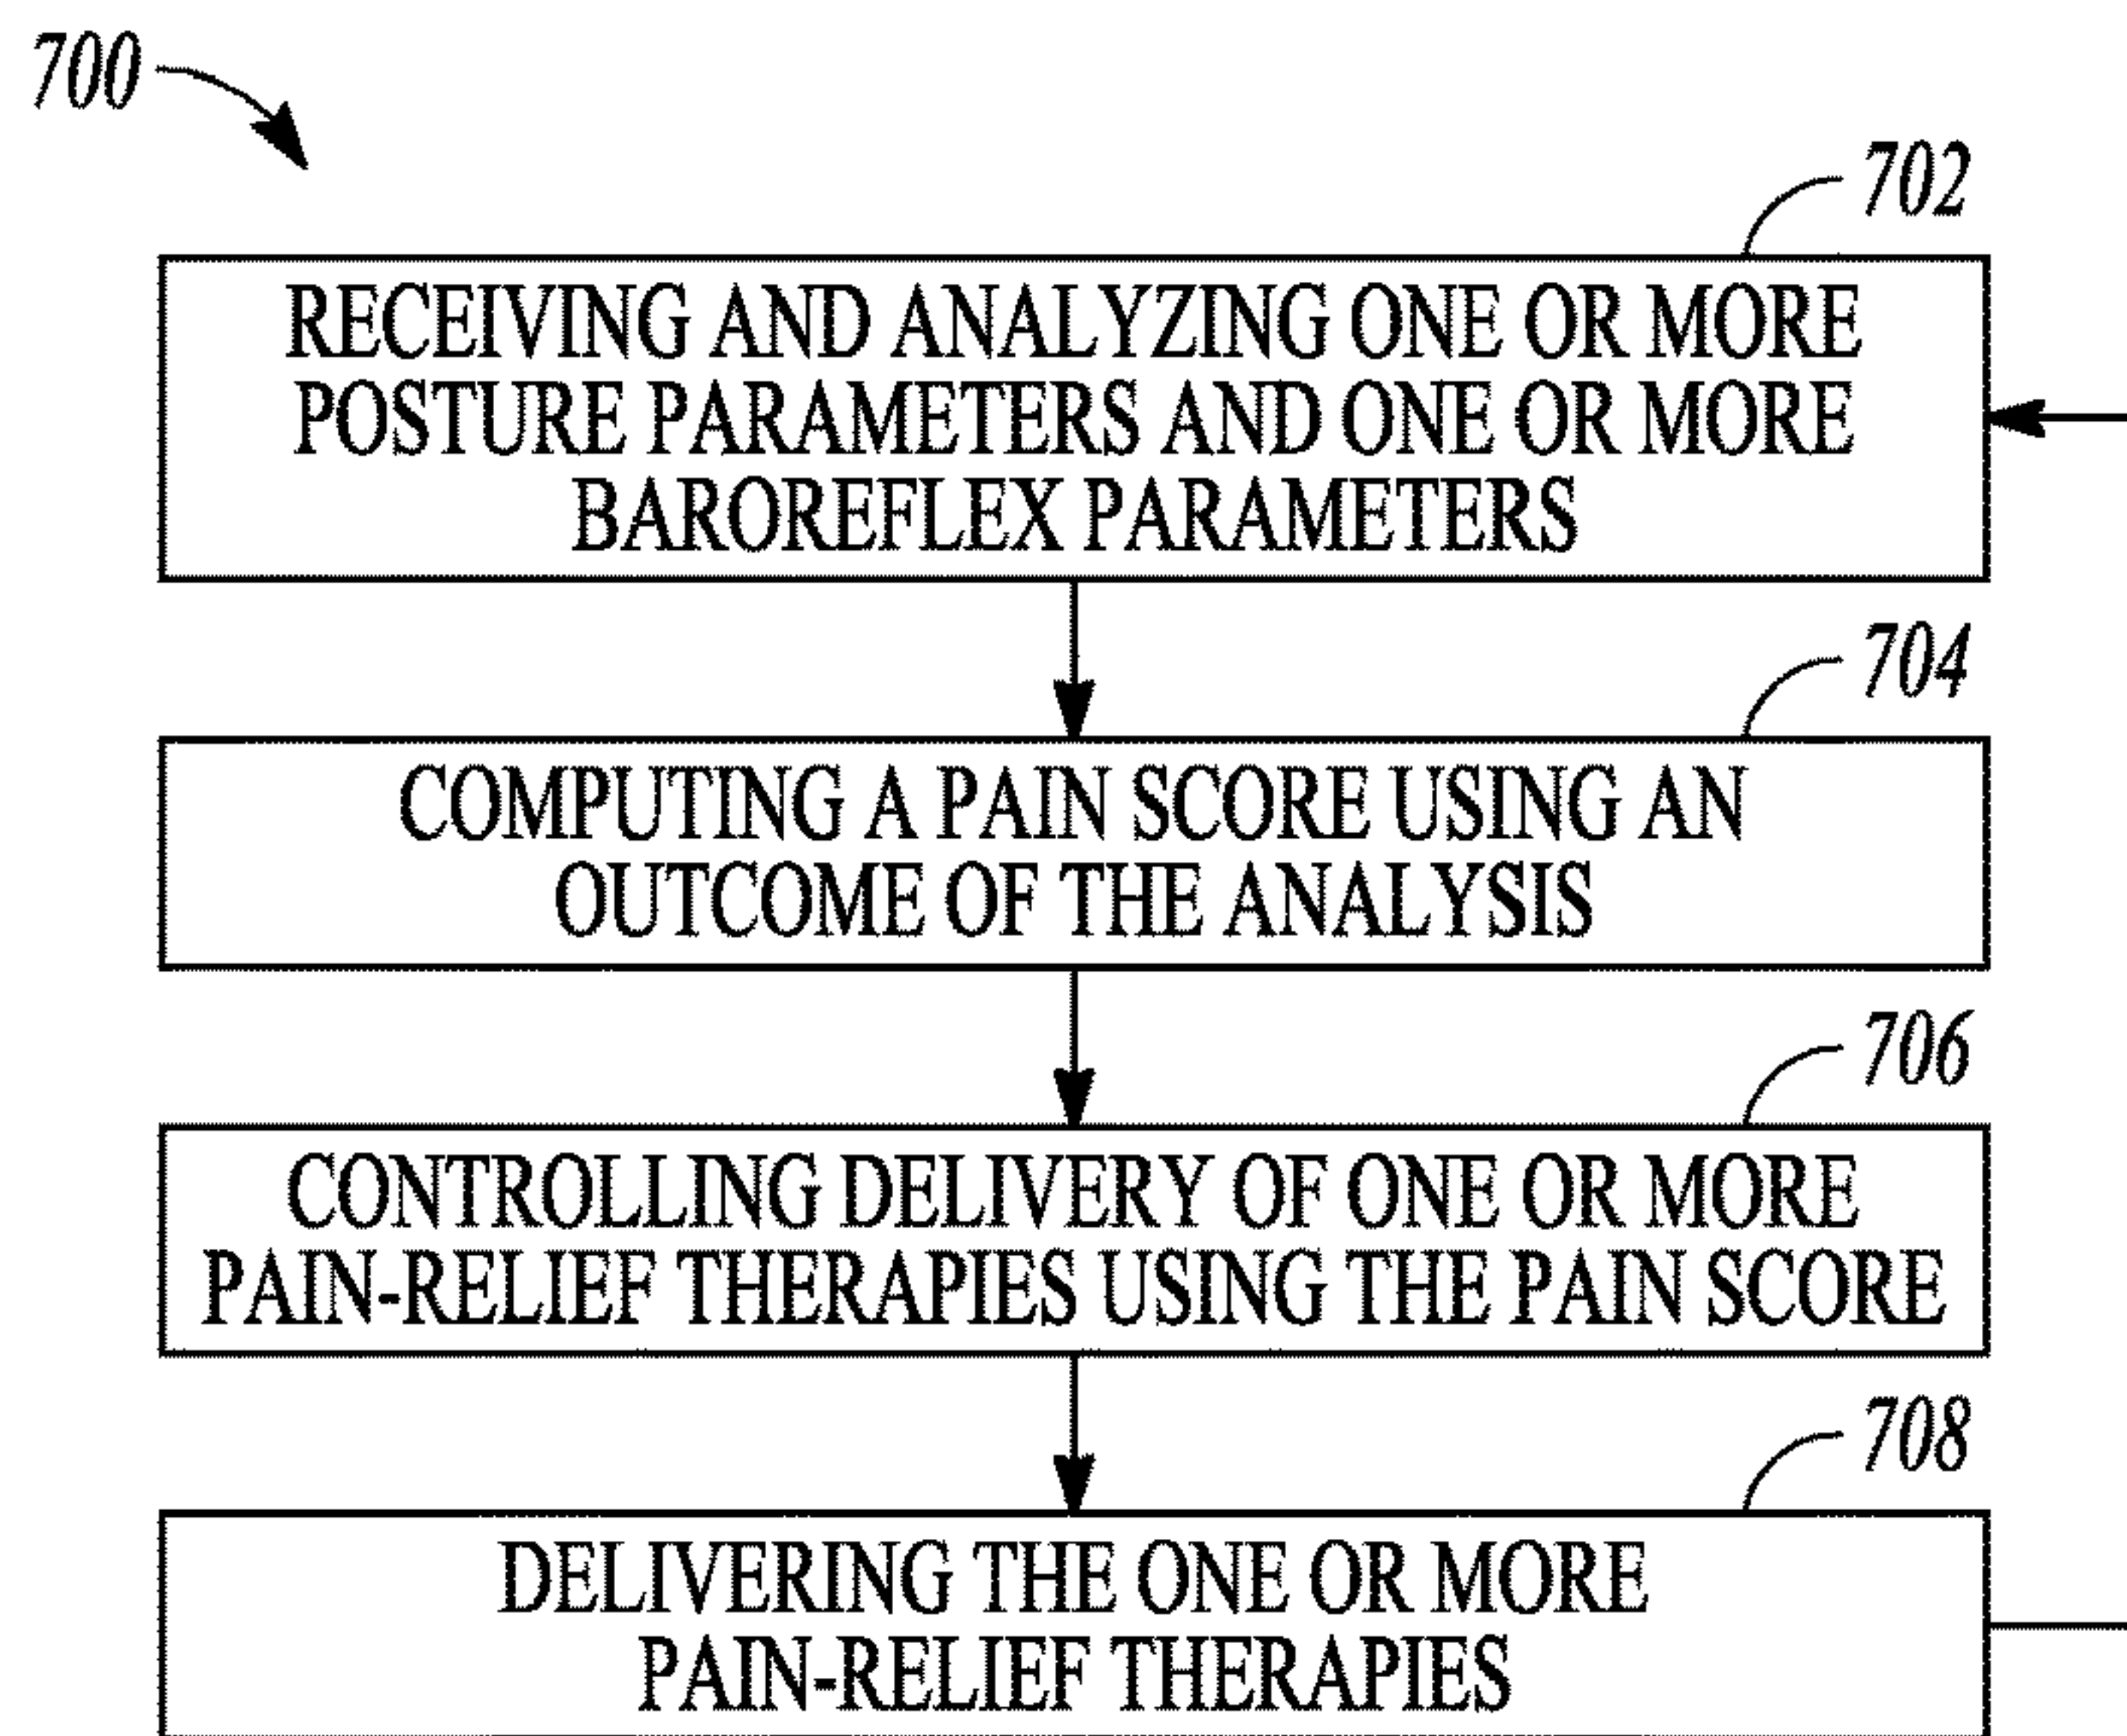 700
702
RECEIVING AND ANALYZING ONE OR MORE
POSTURE PARAMETERS AND ONE OR MORE
BAROREFLEX PARAMETERS
704
COMPUTING A PAIN SCORE USING AN
OUTCOME OF THE ANALYSIS
706
CONTROLLING DELIVERY OF ONE OR MORE
PAIN-RELIEF THERAPIES USING THE PAIN SCORE
708
DELIVERING THE ONE OR MORE
PAIN-RELIEF THERAPIES